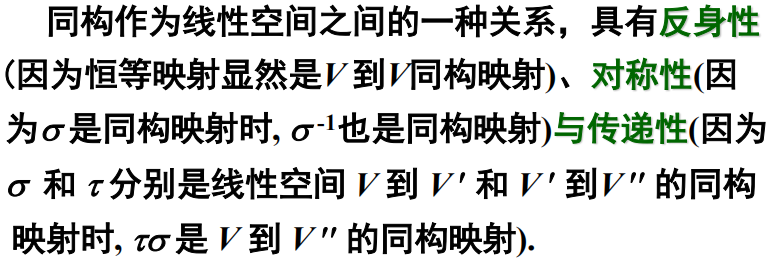 同构作为线性空间之间的一种关系，具有反身性
(因为恒等映射显然是V到V同构映射)、对称性(因
为σ是同构映射时, σ⁻¹也是同构映射)与传递性(因为
σ 和 τ分别是线性空间 V 到 V′ 和 V′ 到V″ 的同构
映射时, τσ是 V 到 V″ 的同构映射).